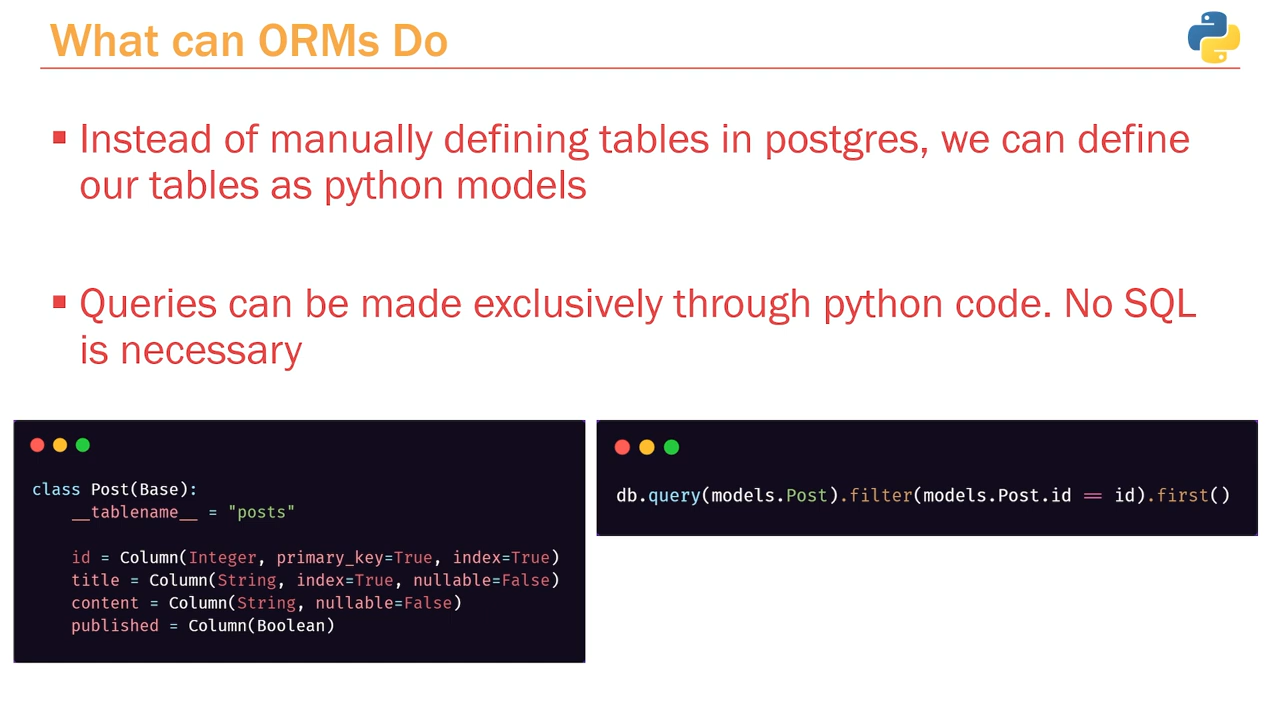 What can ORMs Do
Instead of manually defining tables in postgres, we can define
our tables as python models
Queries can be made exclusively through python code. No SQL
is necessary
class Post(Base):
    __tablename__ = "posts"
    id = Column(Integer, primary_key=True, index=True)
    title = Column(String, index=True, nullable=False)
    content = Column(String, nullable=False)
    published = Column(Boolean)
db.query(models.Post).filter(models.Post.id == id).first()